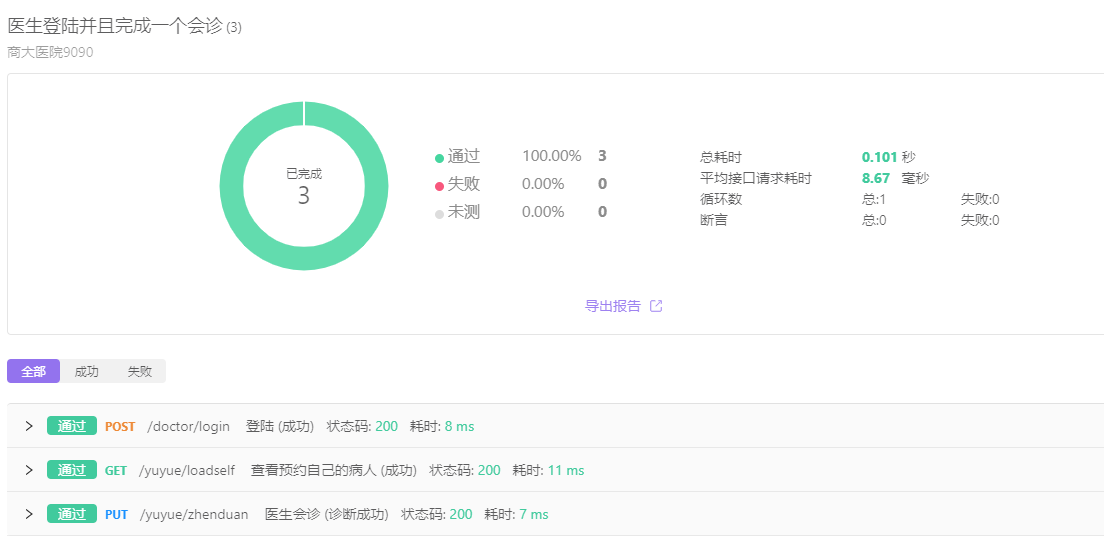 医生登陆并且完成一个会诊 (3)
商大医院9090
已完成
3
通过 100.00% 3
失败 0.00% 0
未测 0.00% 0
总耗时 0.101 秒
平均接口请求耗时 8.67 毫秒
循环数 总:1 失败:0
断言 总:0 失败:0
导出报告
全部 成功 失败
通过 POST /doctor/login 登陆 (成功) 状态码: 200 耗时: 8 ms
通过 GET /yuyue/loadself 查看预约自己的病人 (成功) 状态码: 200 耗时: 11 ms
通过 PUT /yuyue/zhenduan 医生会诊 (诊断成功) 状态码: 200 耗时: 7 ms